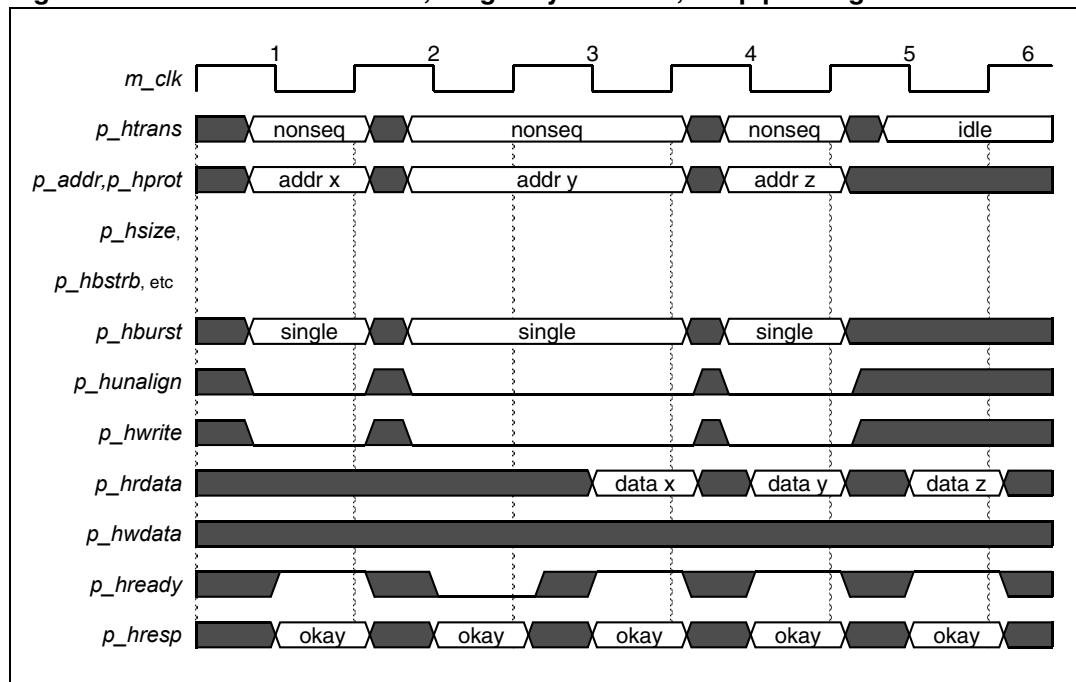 1 2 3 4 5 6
m_clk
p_htrans nonseq nonseq nonseq idle
p_addr,p_hprot addr x addr y addr z
p_hsize,
p_hbstrb, etc
p_hburst single single single
p_hunalign
p_hwrite
p_hrdata data x data y data z
p_hwdata
p_hready
p_hresp okay okay okay okay okay